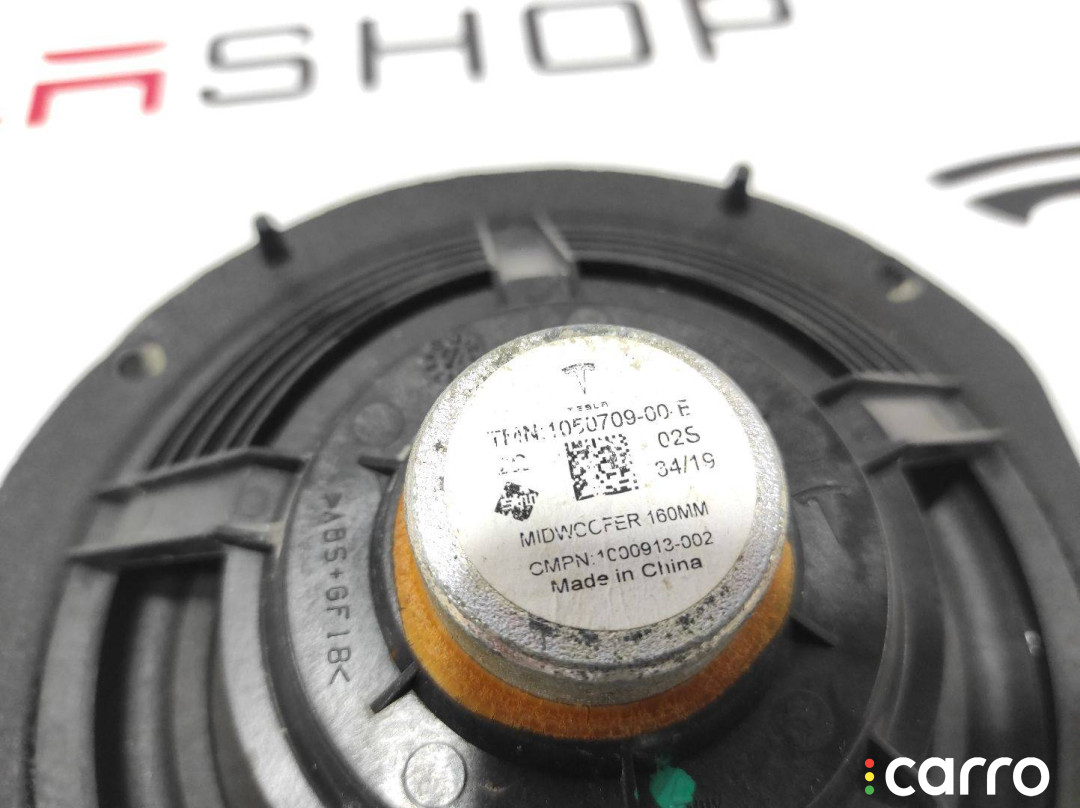 SHOP
TESLA
TPN:1050709-00-E
02S
34/19
MIDWOOFER 160MM
CMPN:1000913-002
Made in China
>ABS+GF18<
carro